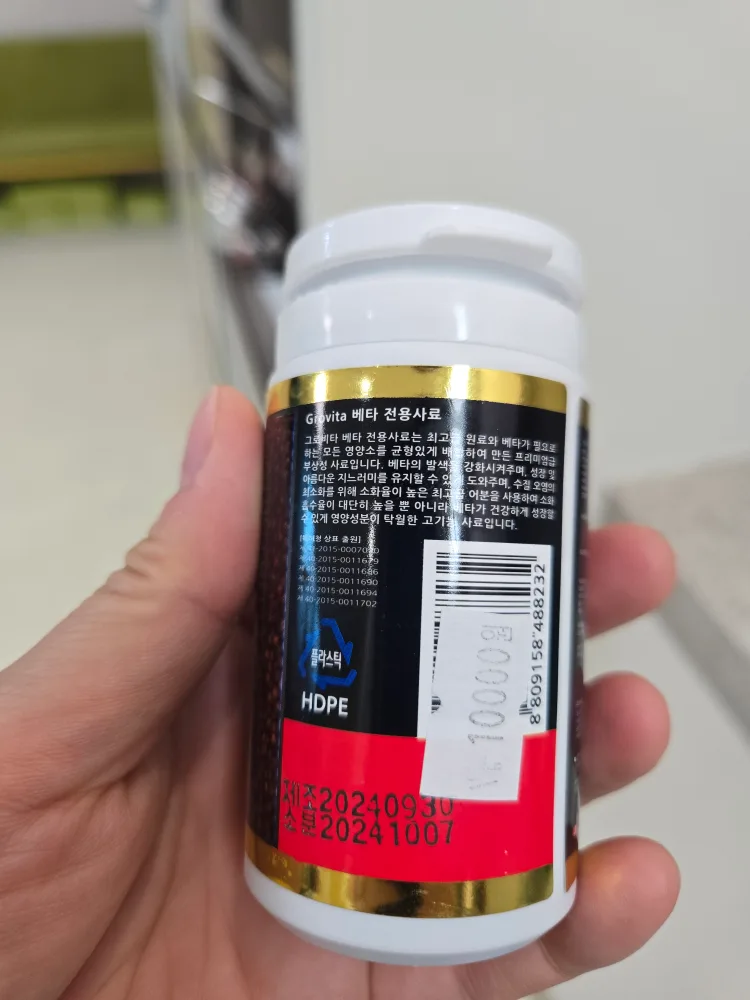 Grovita 베타 전용사료
그로비타 베타 전용사료는 최고급 원료와 베타가 필요로
하는 모든 영양소를 균형있게 배합하여 만든 프리미엄급
부상성 사료입니다. 베타의 발색을 강화시켜주며, 성장 및
아름다운 지느러미를 유지할 수 있게 도와주며, 수질 오염의
최소화를 위해 소화율이 높은 최고급 어분을 사용하여 소화
흡수율이 대단히 높을 뿐 아니라 베타가 건강하게 성장할
수 있게 영양성분이 탁월한 고기능 사료입니다.
상표 출원]
제 40-2015-0011679
제 40-2015-0011686
제 40-2015-0011690
제 40-2015-0011694
제 40-2015-0011702
플라스틱
HDPE
8 809158 488232
10000원
제조20240930
소분20241007